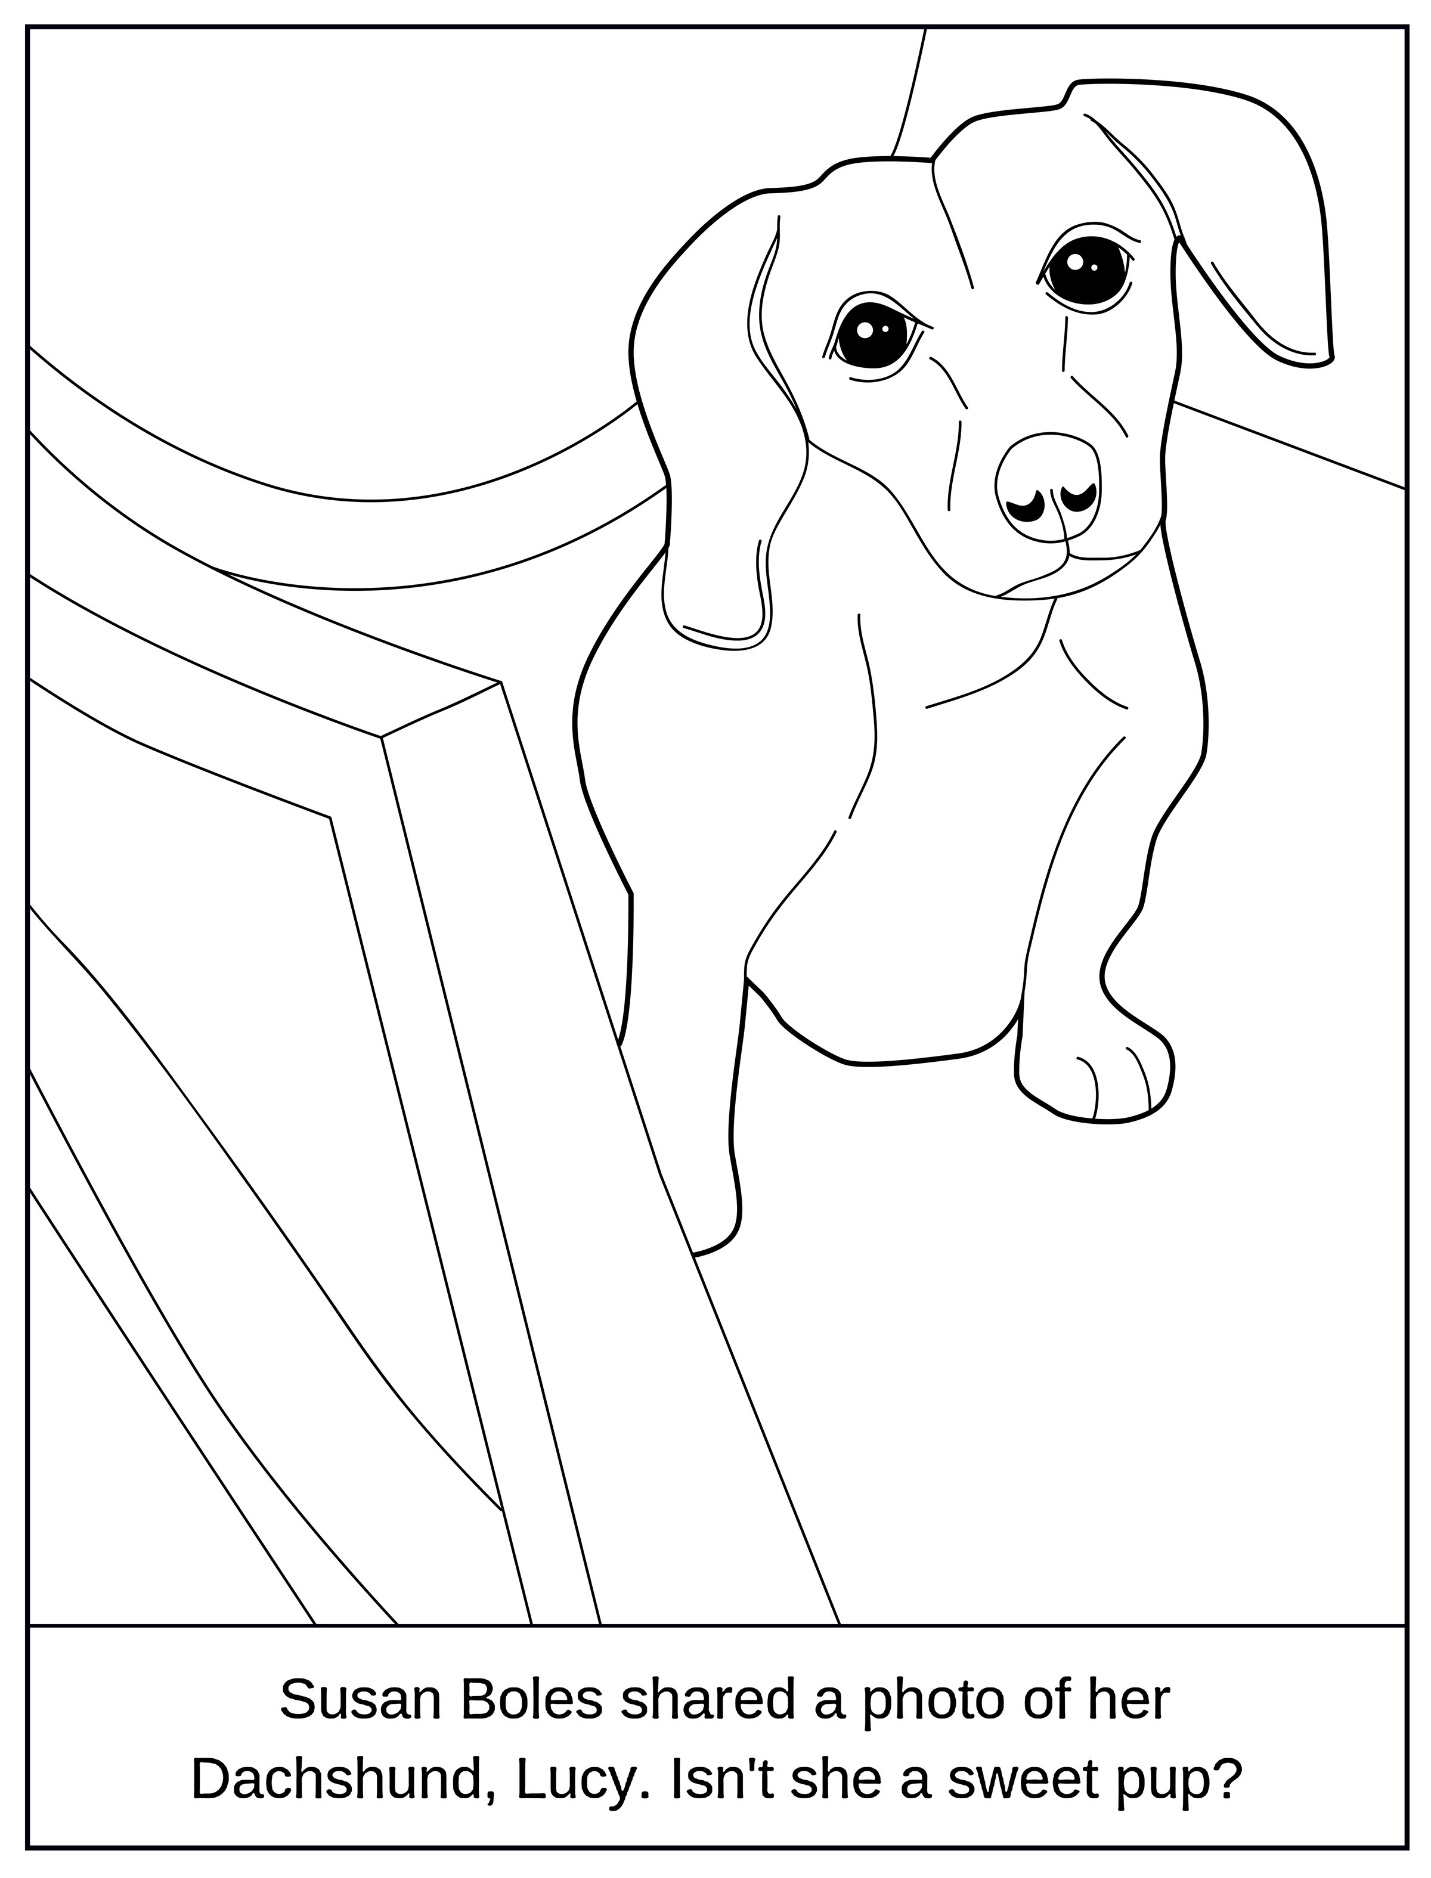 Susan Boles shared a photo of her
Dachshund, Lucy. Isn't she a sweet pup?